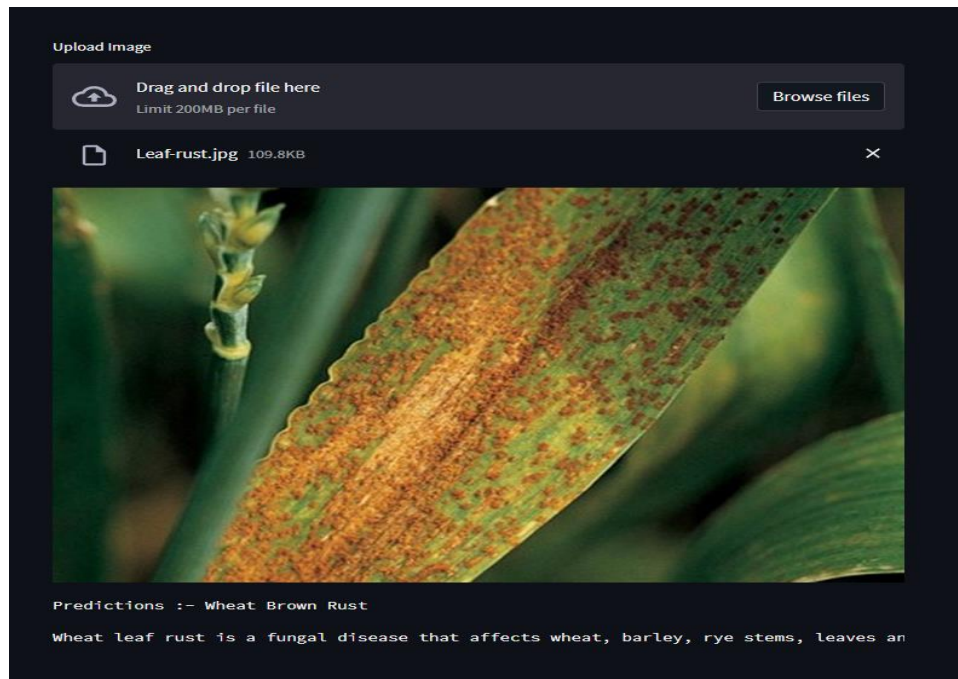 Upload Image
Drag and drop file here
Limit 200MB per file
Browse files
Leaf-rust.jpg 109.8KB
Predictions :- Wheat Brown Rust
Wheat leaf rust is a fungal disease that affects wheat, barley, rye stems, leaves an